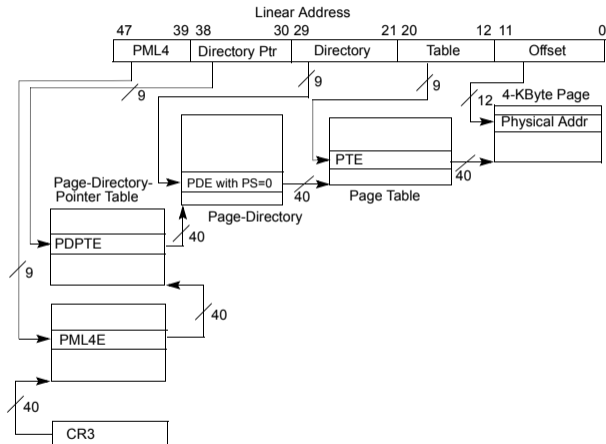 Linear Address
47 39 38 30 29 21 20 12 11 0
PML4 Directory Ptr Directory Table Offset
9 9 9
12 4-KByte Page
Physical Addr
PTE
40
PDE with PS=0
40
Page Table
Page-Directory-
Pointer Table
Page-Directory
PDPTE
40
9
40
PML4E
40
CR3